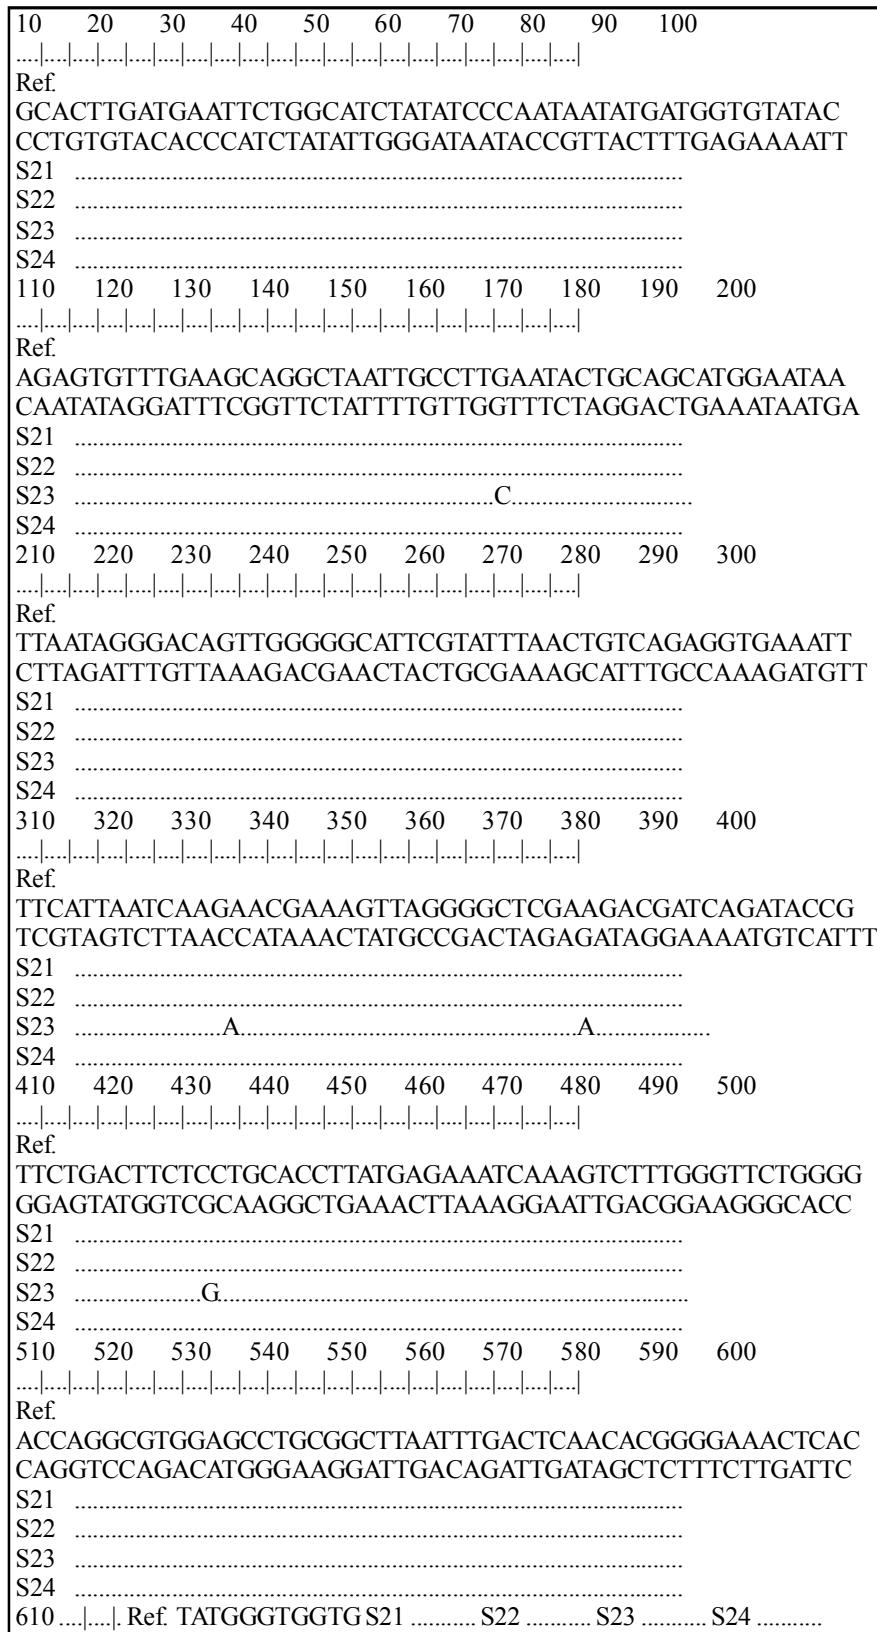 10 20 30 40 50 60 70 80 90 100
....|....|....|....|....|....|....|....|....|....|....|....|....|....|....|....|....|....|....|....|
Ref.
GCACTTGATGAATTCTGGCATCTATATCCCAATAATATGATGGTGTATAC
CCTGTGTACACCCATCTATATTGGGATAATACCGTTACTTTGAGAAAATT
S21 ....................................................................................................
S22 ....................................................................................................
S23 ....................................................................................................
S24 ....................................................................................................
110 120 130 140 150 160 170 180 190 200
....|....|....|....|....|....|....|....|....|....|....|....|....|....|....|....|....|....|....|....|
Ref.
AGAGTGTTTGAAGCAGGCTAATTGCCTTGAATACTGCAGCATGGAATAA
CAATATAGGATTTCGGTTCTATTTTGTTGGTTTCTAGGACTGAAATAATGA
S21 ....................................................................................................
S22 ....................................................................................................
S23 .....................................................................C..............................
S24 ....................................................................................................
210 220 230 240 250 260 270 280 290 300
....|....|....|....|....|....|....|....|....|....|....|....|....|....|....|....|....|....|....|....|
Ref.
TTAATAGGGACAGTTGGGGGCATTCGTATTTAACTGTCAGAGGTGAAATT
CTTAGATTTGTTAAAGACGAACTACTGCGAAAGCATTTGCCAAAGATGTT
S21 ....................................................................................................
S22 ....................................................................................................
S23 ....................................................................................................
S24 ....................................................................................................
310 320 330 340 350 360 370 380 390 400
....|....|....|....|....|....|....|....|....|....|....|....|....|....|....|....|....|....|....|....|
Ref.
TTCATTAATCAAGAACGAAAGTTAGGGGCTCGAAGACGATCAGATACCG
TCGTAGTCTTAACCATAAACTATGCCGACTAGAGATAGGAAAATGTCATTT
S21 ....................................................................................................
S22 ....................................................................................................
S23 ........................A........................................................A...................
S24 ....................................................................................................
410 420 430 440 450 460 470 480 490 500
....|....|....|....|....|....|....|....|....|....|....|....|....|....|....|....|....|....|....|....|
Ref.
TTCTGACTTCTCCTGCACCTTATGAGAAATCAAAGTCTTTGGGTTCTGGGG
GGAGTATGGTCGCAAGGCTGAAACTTAAAGGAATTGACGGAAGGGCACC
S21 ....................................................................................................
S22 ....................................................................................................
S23 .....................G..............................................................................
S24 ....................................................................................................
510 520 530 540 550 560 570 580 590 600
....|....|....|....|....|....|....|....|....|....|....|....|....|....|....|....|....|....|....|....|
Ref.
ACCAGGCGTGGAGCCTGCGGCTTAATTTGACTCAACACGGGGAAACTCAC
CAGGTCCAGACATGGGAAGGATTGACAGATTGATAGCTCTTTCTTGATTC
S21 ....................................................................................................
S22 ....................................................................................................
S23 ....................................................................................................
S24 ....................................................................................................
610 ....|....|. Ref. TATGGGTGGTG S21 ........... S22 ........... S23 ........... S24 ...........